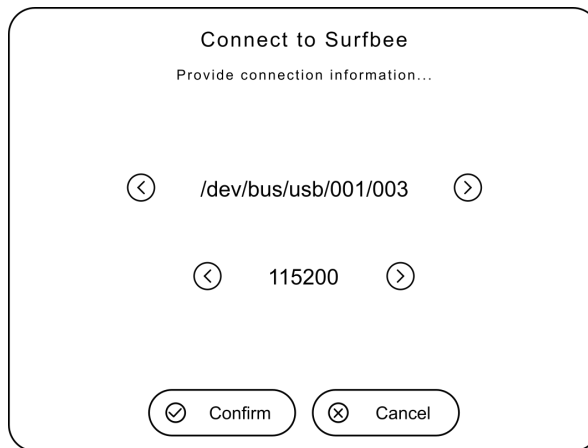 Connect to Surfbee
Provide connection information...
/dev/bus/usb/001/003
115200
Confirm
Cancel